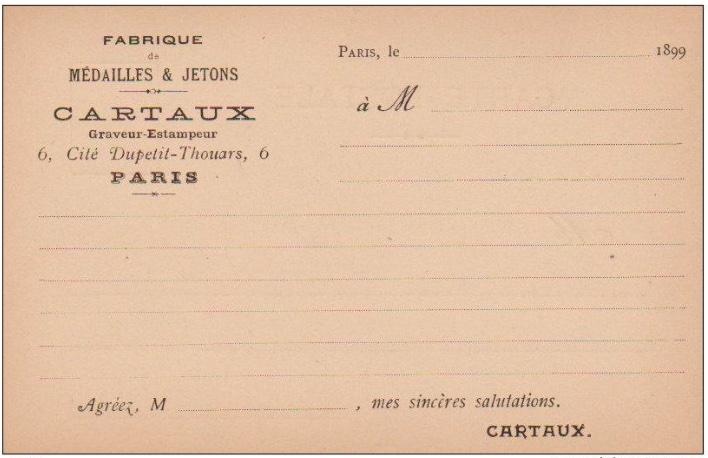 FABRIQUE
de
MÉDAILLES & JETONS
CARTAUX
Graveur-Estampeur
6, Cité Dupetit-Thouars, 6
PARIS
PARIS, le 1899
à M
Agréez, M , mes sincères salutations.
CARTAUX.